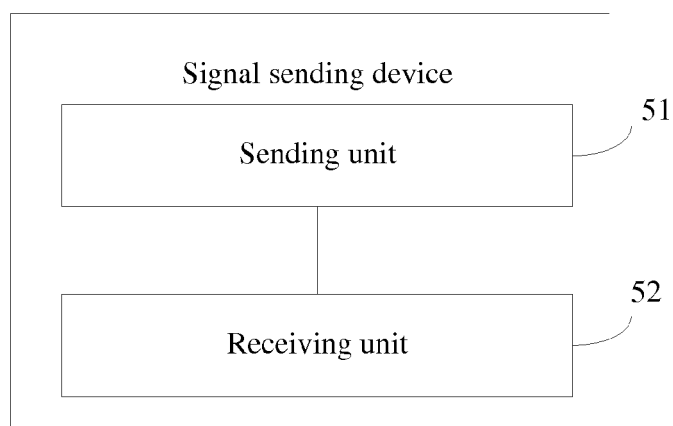 Signal sending device
51
Sending unit
52
Receiving unit